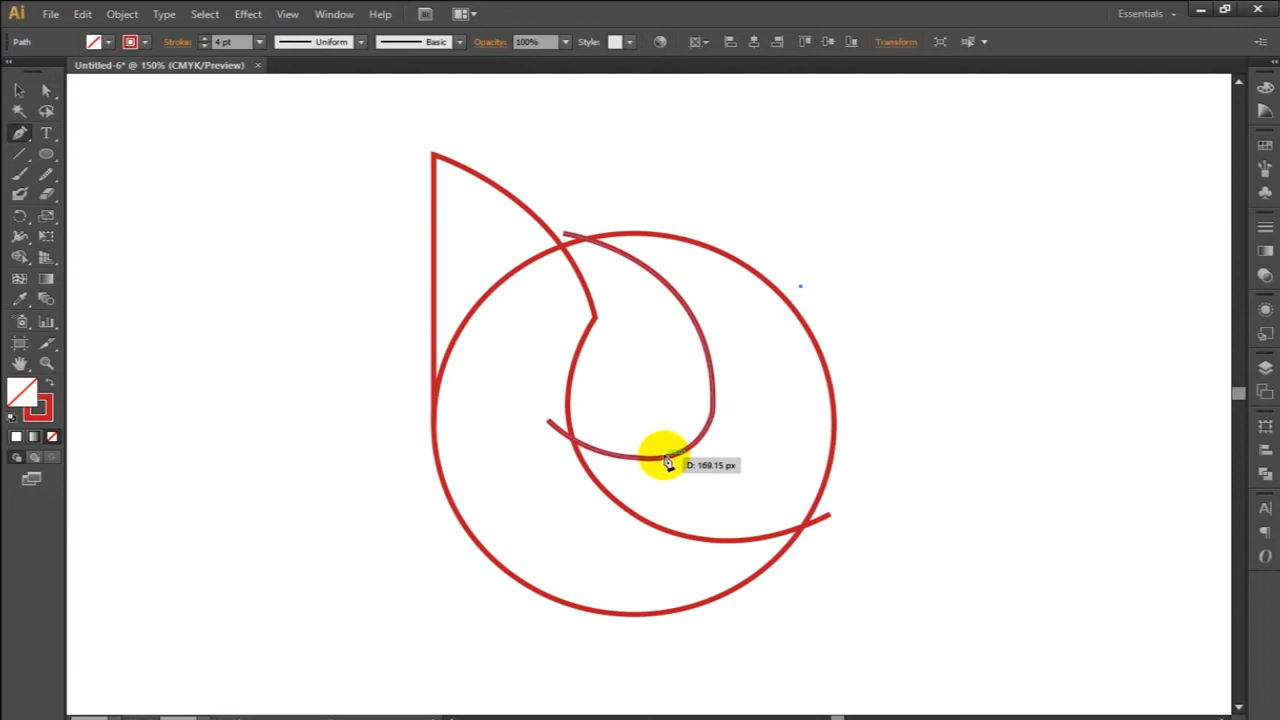 Ai File Edit Object Type Select Effect View Window Help Br Essentials
Path Stroke: 4 pt Uniform Basic Opacity: 100% Style: Transform
Untitled-6* @ 150% (CMYK/Preview) ×
D: 169.15 px